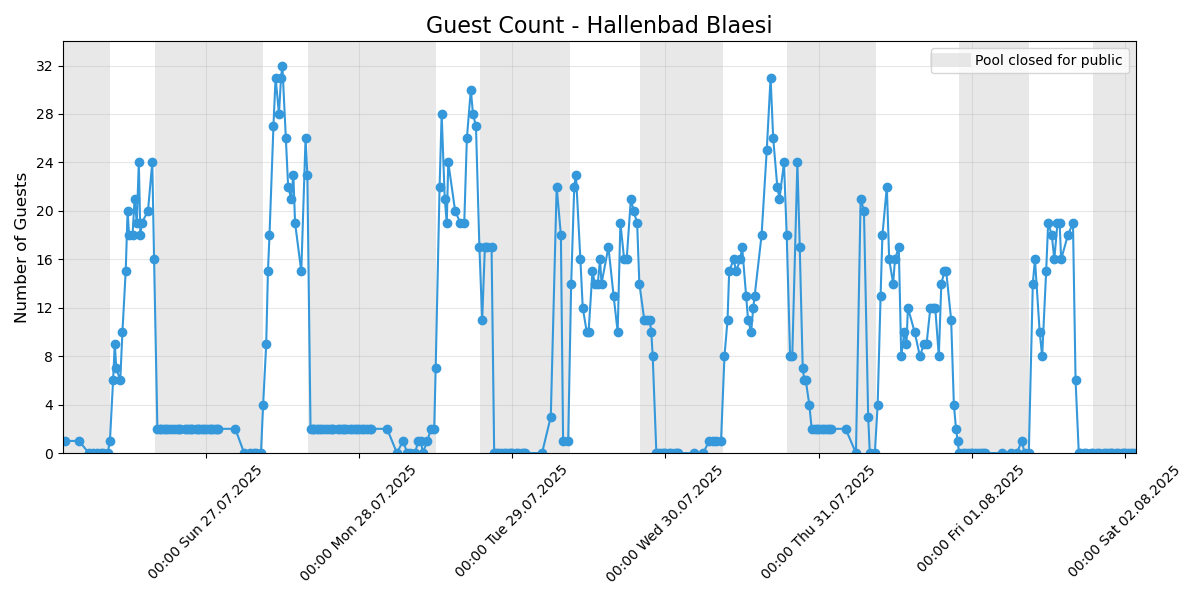 Guest Count - Hallenbad Blaesi
Pool closed for public
Number of Guests
32
28
24
20
16
12
8
4
0
00:00 Sun 27.07.2025
00:00 Mon 28.07.2025
00:00 Tue 29.07.2025
00:00 Wed 30.07.2025
00:00 Thu 31.07.2025
00:00 Fri 01.08.2025
00:00 Sat 02.08.2025